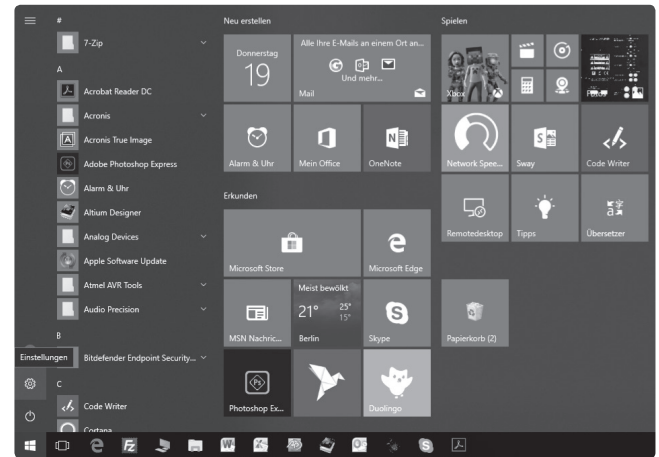 #
7-Zip
A
Acrobat Reader DC
Acronis
Acronis True Image
Adobe Photoshop Express
Alarm & Uhr
Altium Designer
Analog Devices
Apple Software Update
Atmel AVR Tools
Audio Precision
B
Einstellungen
Bitdefender Endpoint Security...
C
Code Writer
Cortana
Neu erstellen
Donnerstag
19
Alle Ihre E-Mails an einem Ort an...
Und mehr...
Mail
Alarm & Uhr
Mein Office
OneNote
Erkunden
Microsoft Store
Microsoft Edge
MSN Nachric...
Meist bewölkt
21° 25°
15°
Berlin
Skype
Photoshop Ex...
Duolingo
Spielen
Xbox
Network Spee...
Sway
Code Writer
Remotedesktop
Tipps
Übersetzer
Papierkorb (2)